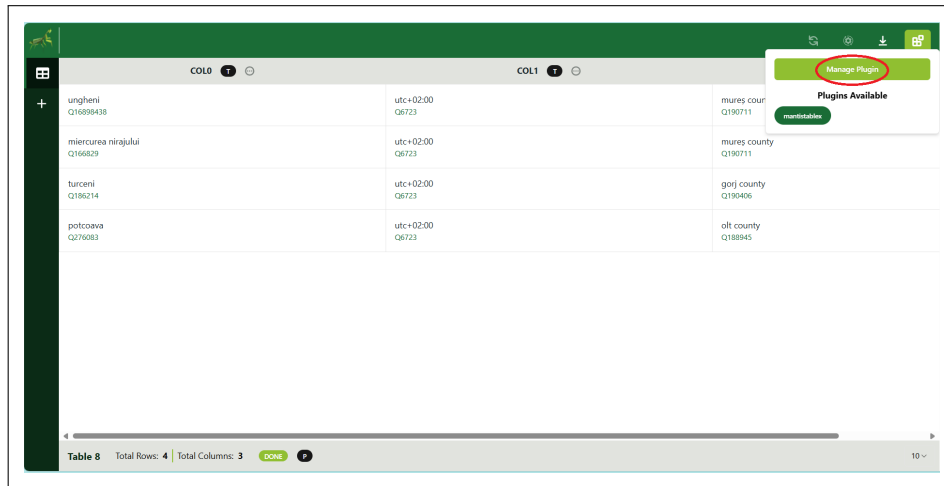 Manage Plugin
COL0 T
COL1 T
Plugins Available
mantistablex
ungheni utc+02:00 mureș coun
Q16898438 Q6723 Q190711
miercurea nirajului utc+02:00 mureș county
Q166829 Q6723 Q190711
turceni utc+02:00 gorj county
Q186214 Q6723 Q190406
potcoava utc+02:00 olt county
Q276083 Q6723 Q188945
Table 8 Total Rows: 4 Total Columns: 3 DONE P 10